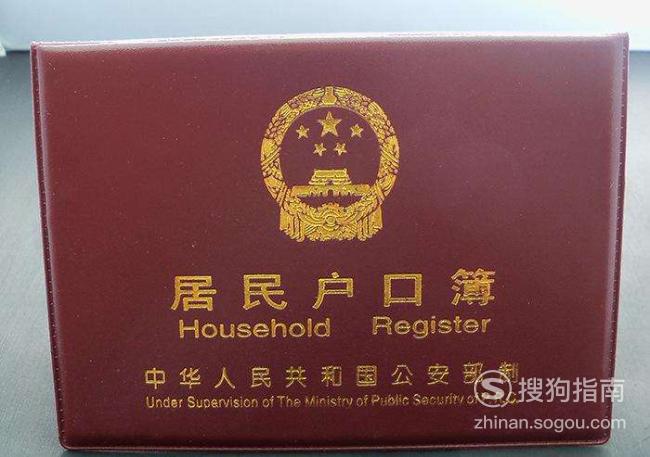 居民户口簿
Household Register
中华人民共和国公安部制
Under Supervision of The Ministry of Public Security of P.R.C.
搜狗指南
zhinan.sogou.com